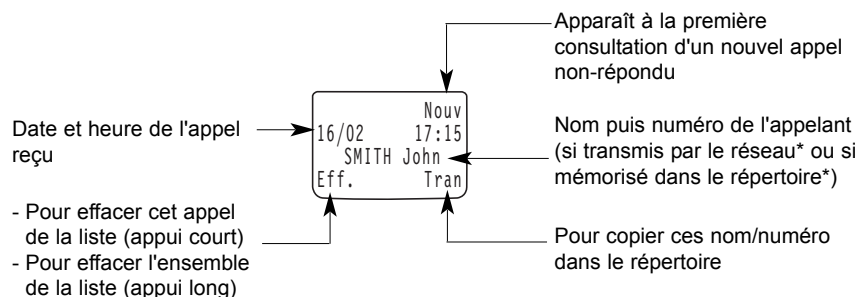 Apparaît à la première
consultation d'un nouvel appel
non-répondu
Nouv
16/02 17:15
SMITH John
Eff. Tran
Date et heure de l'appel
reçu
- Pour effacer cet appel
de la liste (appui court)
- Pour effacer l'ensemble
de la liste (appui long)
Nom puis numéro de l'appelant
(si transmis par le réseau* ou si
mémorisé dans le répertoire*)
Pour copier ces nom/numéro
dans le répertoire